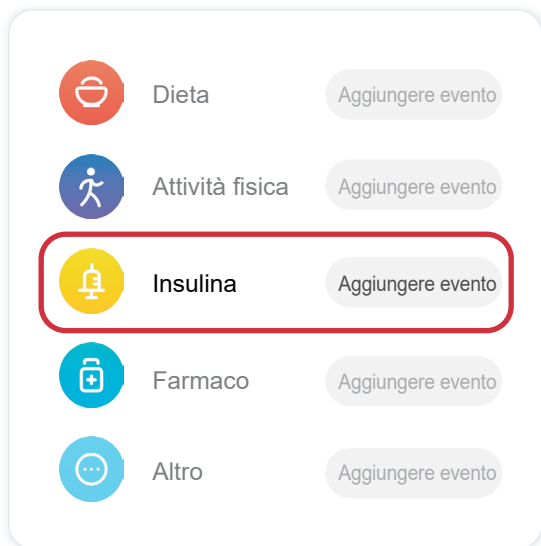 Dieta Aggiungere evento
Attività fisica Aggiungere evento
Insulina Aggiungere evento
Farmaco Aggiungere evento
Altro Aggiungere evento